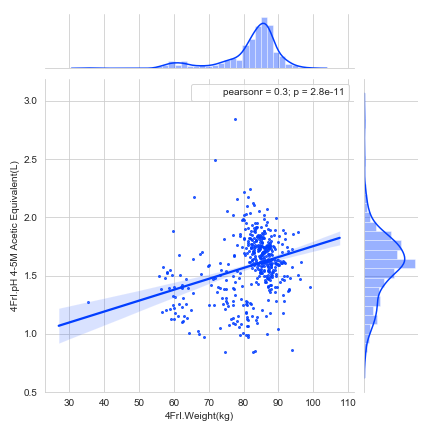 pearsonr = 0.3; p = 2.8e-11
3.0
2.5
2.0
1.5
1.0
0.5
4Frl.pH 4-5M Acetic Equivalent(L)
30 40 50 60 70 80 90 100 110
4Frl.Weight(kg)